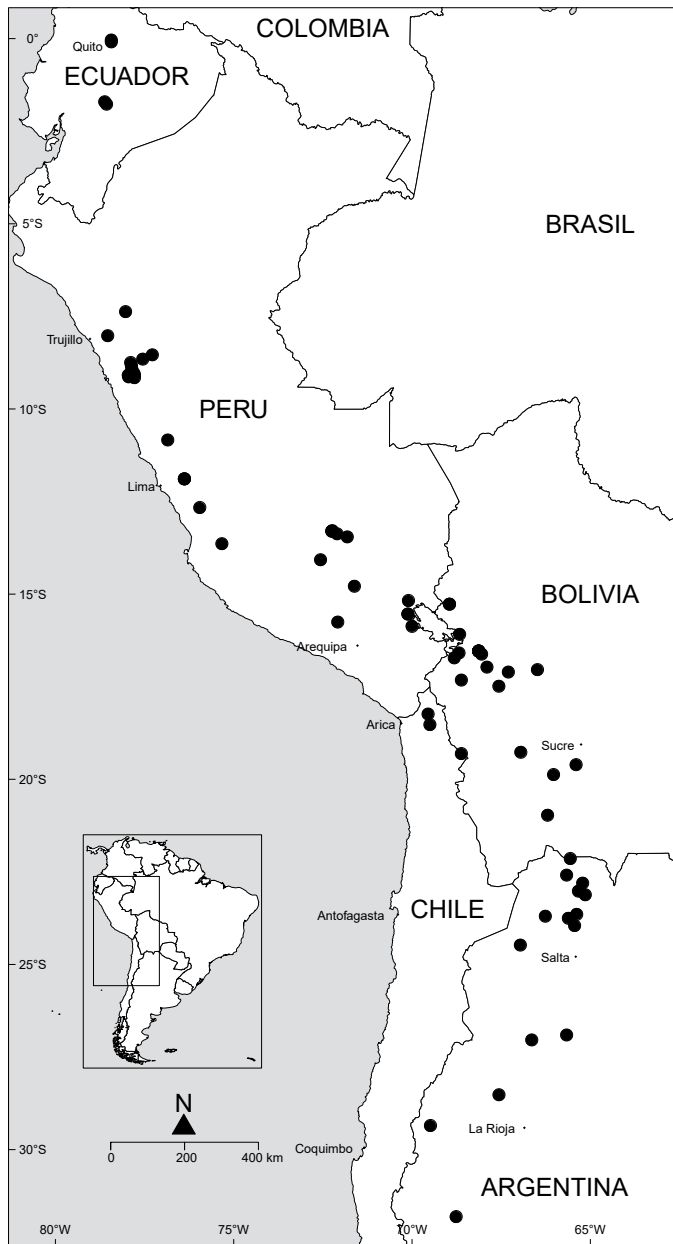 COLOMBIA
0°
Quito
ECUADOR
5°S
BRASIL
Trujillo
10°S
PERU
Lima
15°S
BOLIVIA
Arequipa
Arica
Sucre
20°S
Antofagasta
CHILE
25°S
Salta
N
La Rioja
30°S
Coquimbo
0 200 400 km
ARGENTINA
80°W 75°W 70°W 65°W